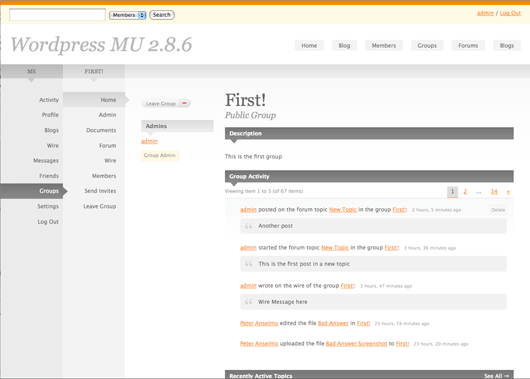 Members
Search
admin / Log Out
Wordpress MU 2.8.6
Home Blog Members Groups Forums Blogs
ME
Activity
Profile
Blogs
Wire
Messages
Friends
Groups
Settings
Log Out
FIRST!
Home
Admin
Documents
Forum
Wire
Members
Send Invites
Leave Group
Leave Group
Admins
admin
Group Admin
First!
Public Group
Description
This is the first group
Group Activity
Viewing item 1 to 5 (of 67 items)
1 2 ... 14 »
admin posted on the forum topic New Topic in the group First! 3 hours, 5 minutes ago Delete
Another post
admin started the forum topic New Topic in the group First! 3 hours, 36 minutes ago
This is the first post in a new topic
admin wrote on the wire of the group First! 3 hours, 47 minutes ago
Wire Message here
Peter Anselmo edited the file Bad Answer in First! 23 hours, 19 minutes ago
Peter Anselmo uploaded the file Bad Answer Screenshot to First! 23 hours, 20 minutes ago
Recently Active Topics See All →